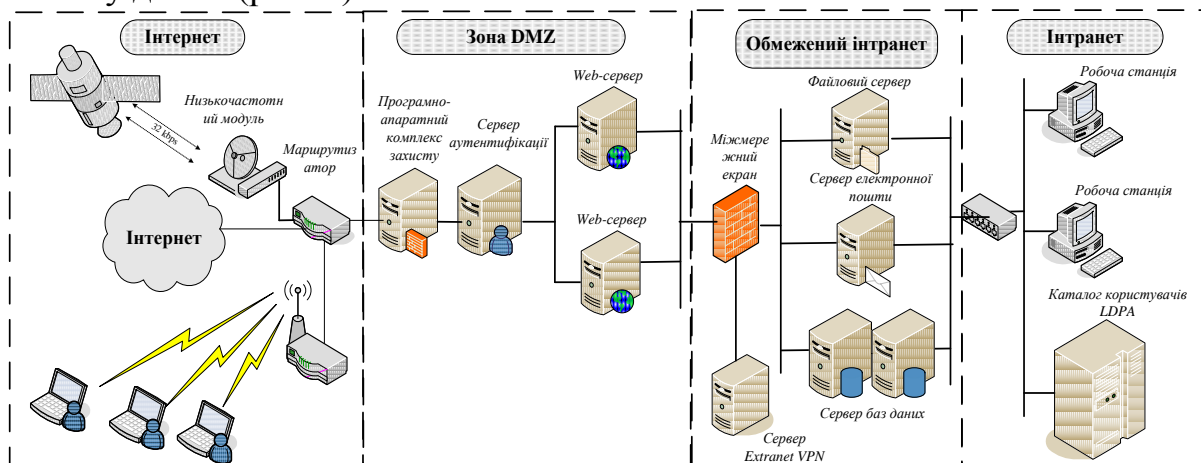 Інтернет
Зона DMZ
Обмежений інтранет
Інтранет
Низькочастотн
ий модуль
32 kbps
Маршрутиз
атор
Інтернет
Програмно-
апаратний
комплекс
захисту
Сервер
аутентифікації
Web-сервер
Web-сервер
Міжмере
жний
екран
Файловий сервер
Сервер електронної
пошти
Сервер баз даних
Сервер
Extranet VPN
Робоча станція
Робоча станція
Каталог користувачів
LDPA